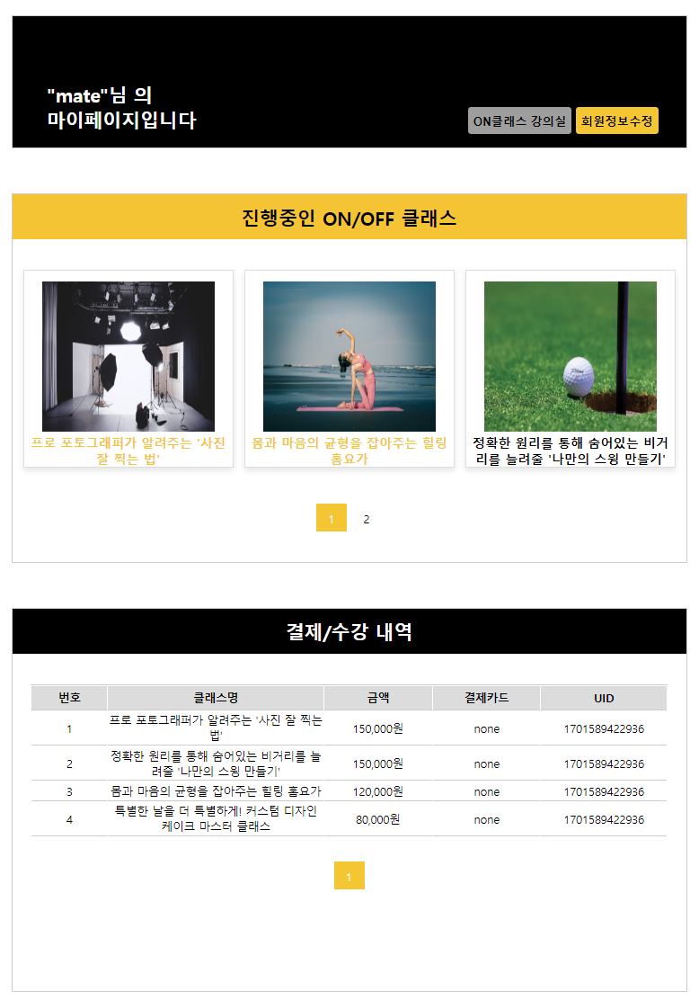 "mate"님 의
마이페이지입니다
ON클래스 강의실 회원정보수정
진행중인 ON/OFF 클래스
프로 포토그래퍼가 알려주는 '사진
잘 찍는 법'
몸과 마음의 균형을 잡아주는 힐링
홈요가
정확한 원리를 통해 숨어있는 비거
리를 늘려줄 '나만의 스윙 만들기'
1 2
결제/수강 내역
번호 클래스명 금액 결제카드 UID
1 프로 포토그래퍼가 알려주는 '사진 잘 찍는 150,000원 none 1701589422936
법'
2 정확한 원리를 통해 숨어있는 비거리를 늘 150,000원 none 1701589422936
려줄 '나만의 스윙 만들기'
3 몸과 마음의 균형을 잡아주는 힐링 홈요가 120,000원 none 1701589422936
4 특별한 날을 더 특별하게! 커스텀 디자인 80,000원 none 1701589422936
케이크 마스터 클래스
1